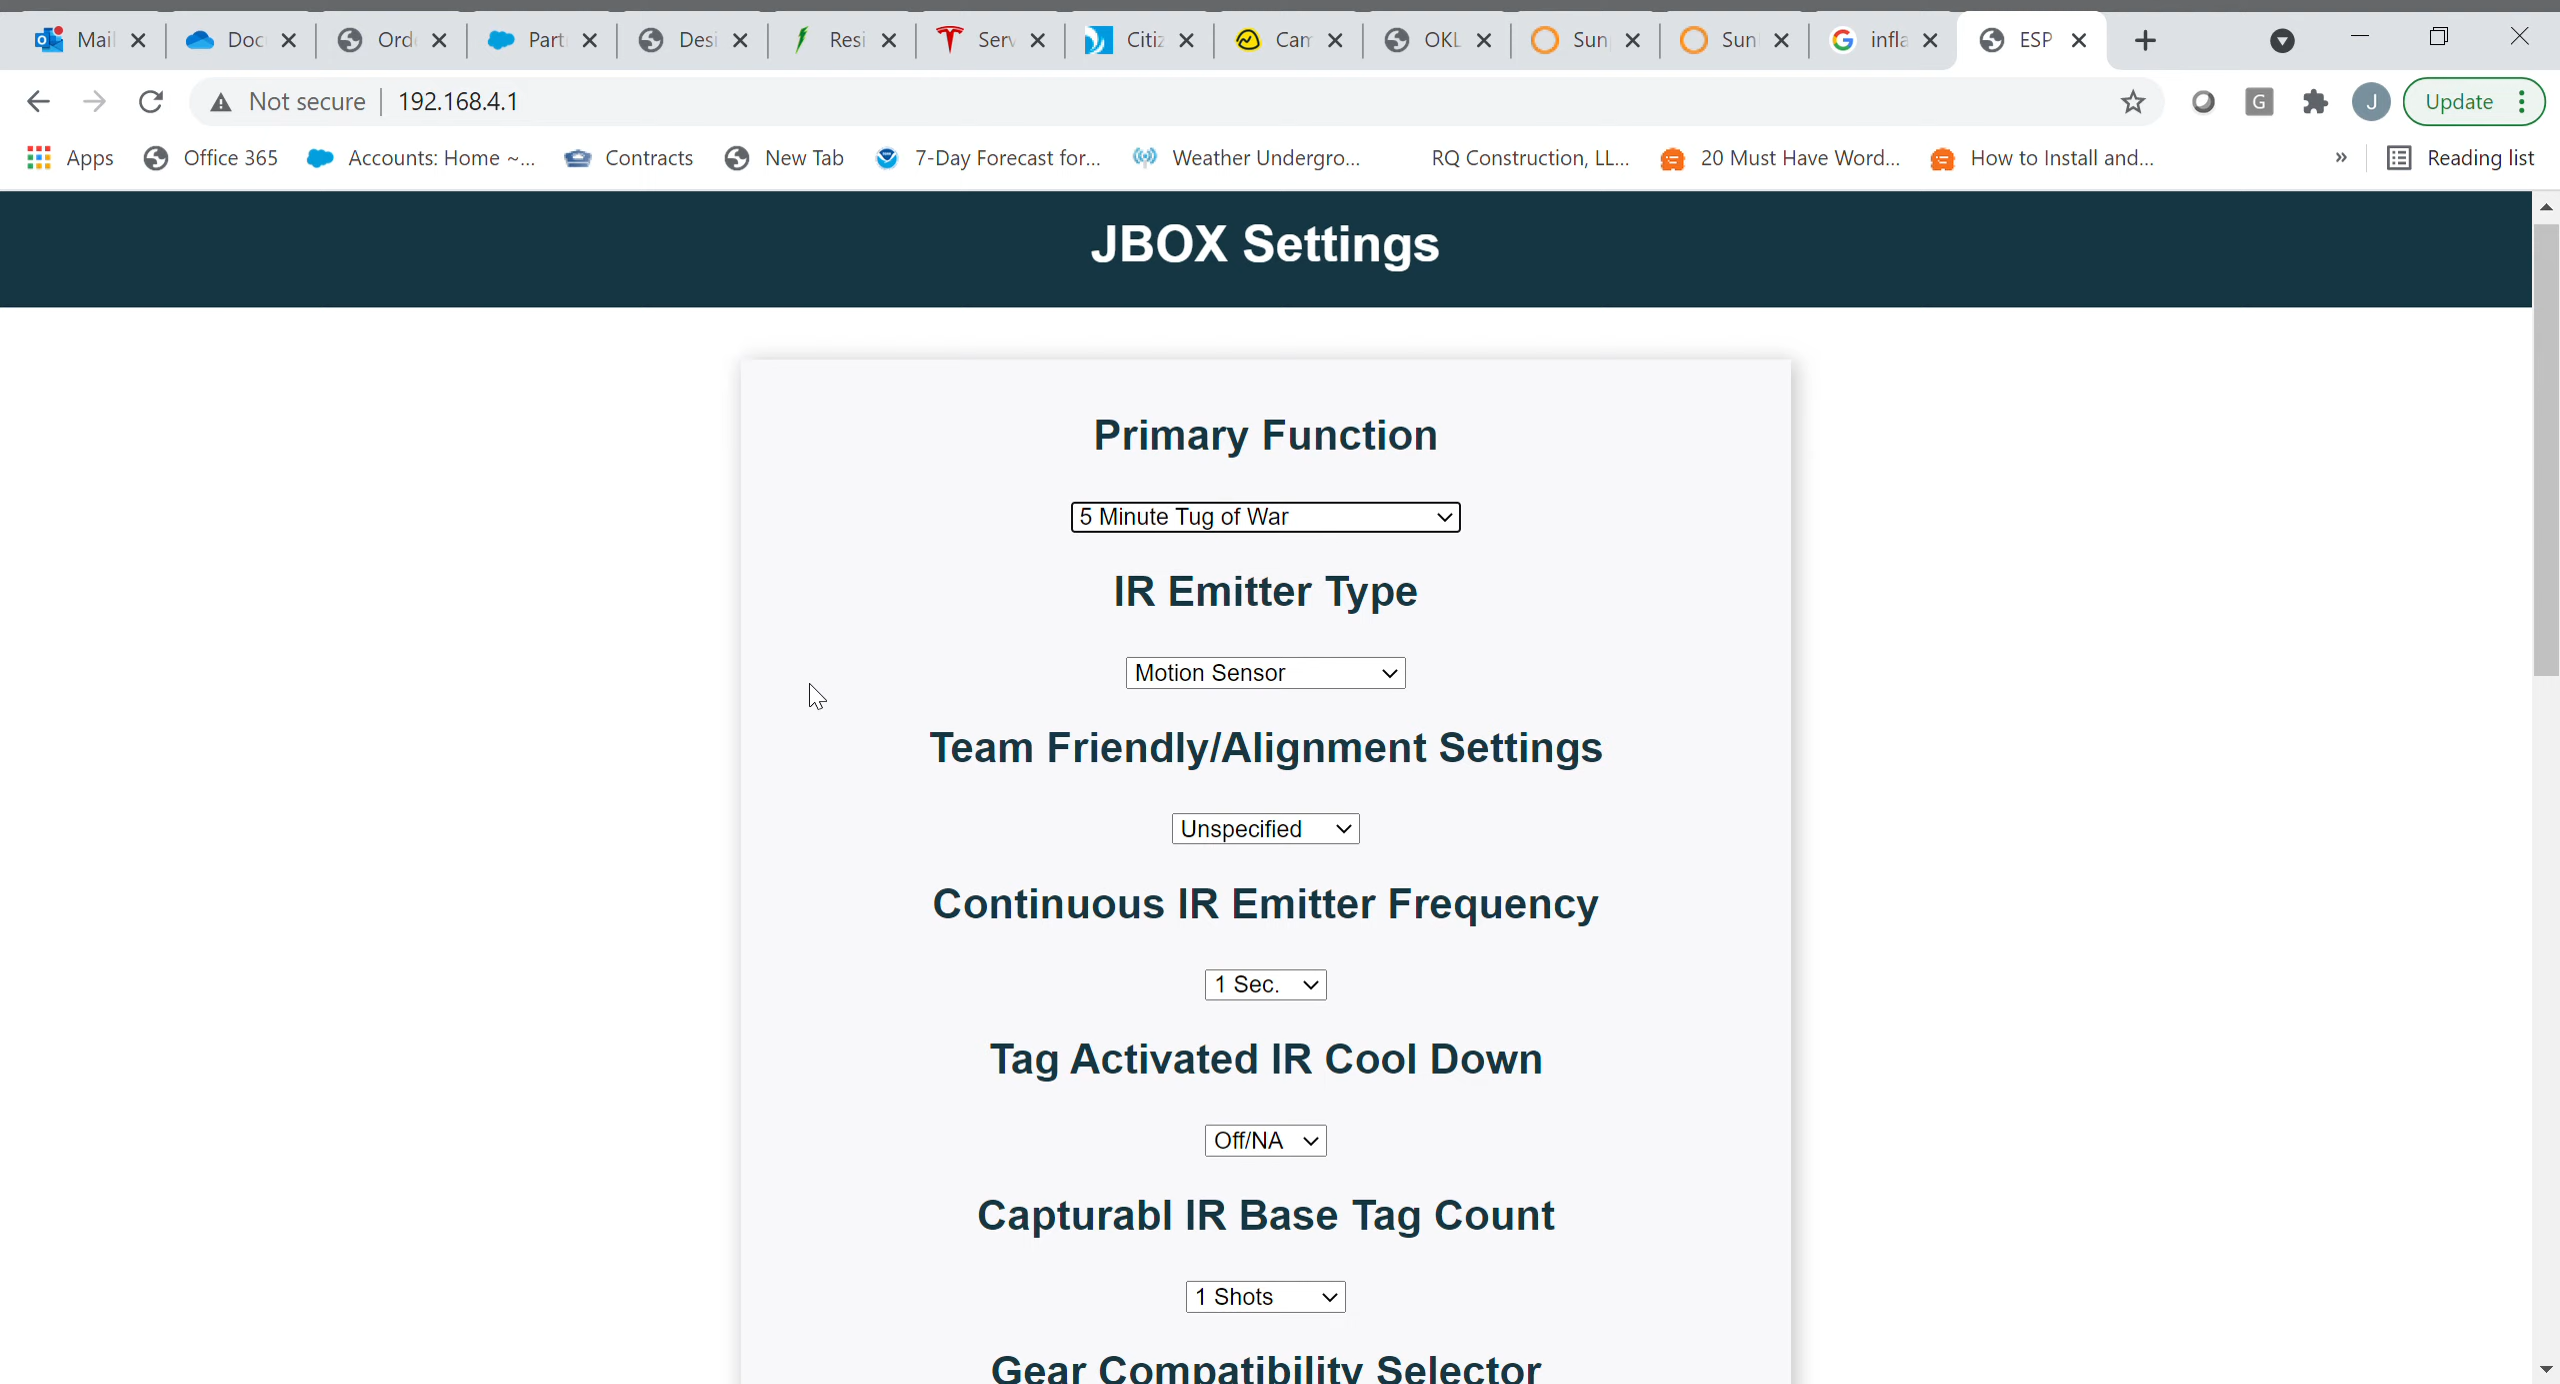 Mail
Doc
Ord
Part
Desi
Resi
Serv
Citiz
Cam
OKL
Sun
Sun
infla
ESP
Not secure
192.168.4.1
G
J
Update
Apps
Office 365
Accounts: Home ~...
Contracts
New Tab
7-Day Forecast for...
Weather Undergro...
RQ Construction, LL...
20 Must Have Word...
How to Install and...
»
Reading list
JBOX Settings
Primary Function
5 Minute Tug of War
IR Emitter Type
Motion Sensor
Team Friendly/Alignment Settings
Unspecified
Continuous IR Emitter Frequency
1 Sec.
Tag Activated IR Cool Down
Off/NA
Capturabl IR Base Tag Count
1 Shots
Gear Compatibility Selector